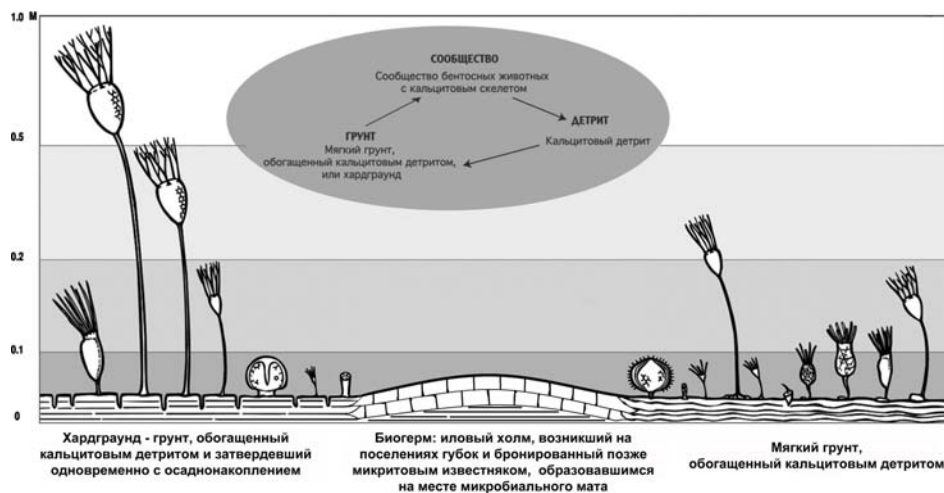 1.0 М
СООБЩЕСТВО
Сообщество бентосных животных
с кальцитовым скелетом
ДЕТРИТ
Кальцитовый детрит
ГРУНТ
Мягкий грунт,
обогащенный кальцитовым детритом,
или хардграунд
0.5
0.2
0.1
0
Хардграунд - грунт, обогащенный
кальцитовым детритом и затвердевший
одновременно с осадконакоплением
Биогерм: иловый холм, возникший на
поселениях губок и бронированный позже
микритовым известняком, образовавшимся
на месте микробиального мата
Мягкий грунт,
обогащенный кальцитовым детритом